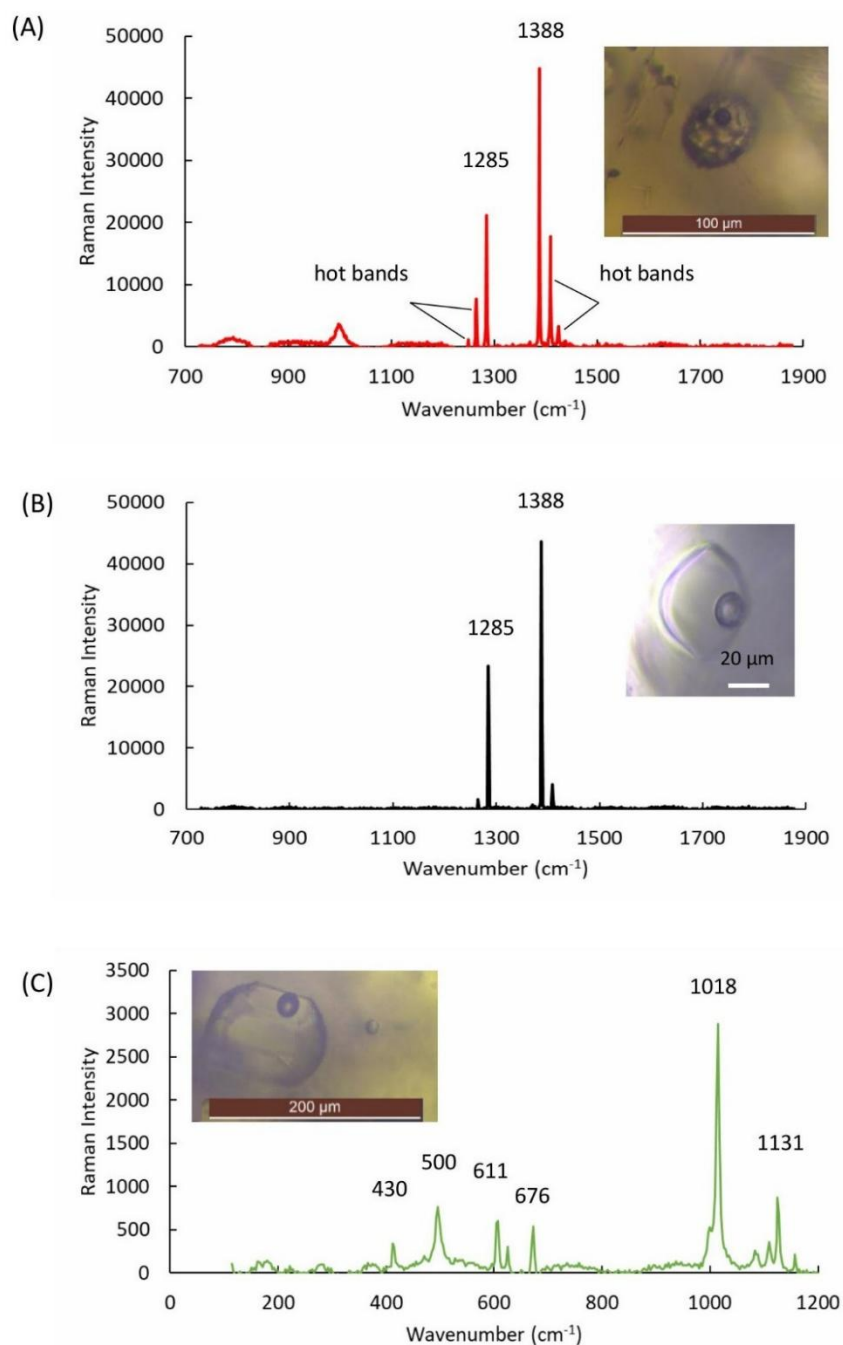 (A)
50000
40000
30000
20000
10000
0
Raman Intensity
1388
1285
hot bands
hot bands
100 µm
700 900 1100 1300 1500 1700 1900
Wavenumber (cm⁻¹)
(B)
50000
40000
30000
20000
10000
0
Raman Intensity
1388
1285
20 µm
700 900 1100 1300 1500 1700 1900
Wavenumber (cm⁻¹)
(C)
3500
3000
2500
2000
1500
1000
500
0
Raman Intensity
200 µm
1018
1131
430
500
611
676
0 200 400 600 800 1000 1200
Wavenumber (cm⁻¹)